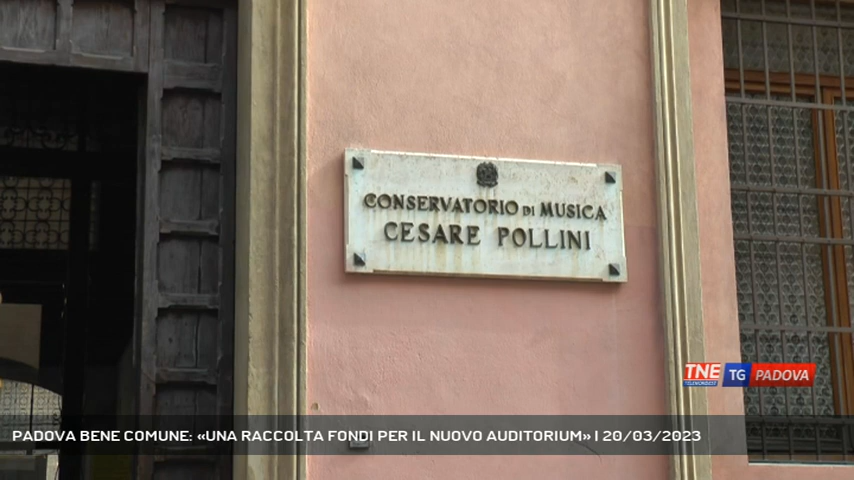 CONSERVATORIO DI MUSICA
CESARE POLLINI
TNE TG PADOVA
TELENORDEST
PADOVA BENE COMUNE: «UNA RACCOLTA FONDI PER IL NUOVO AUDITORIUM» | 20/03/2023